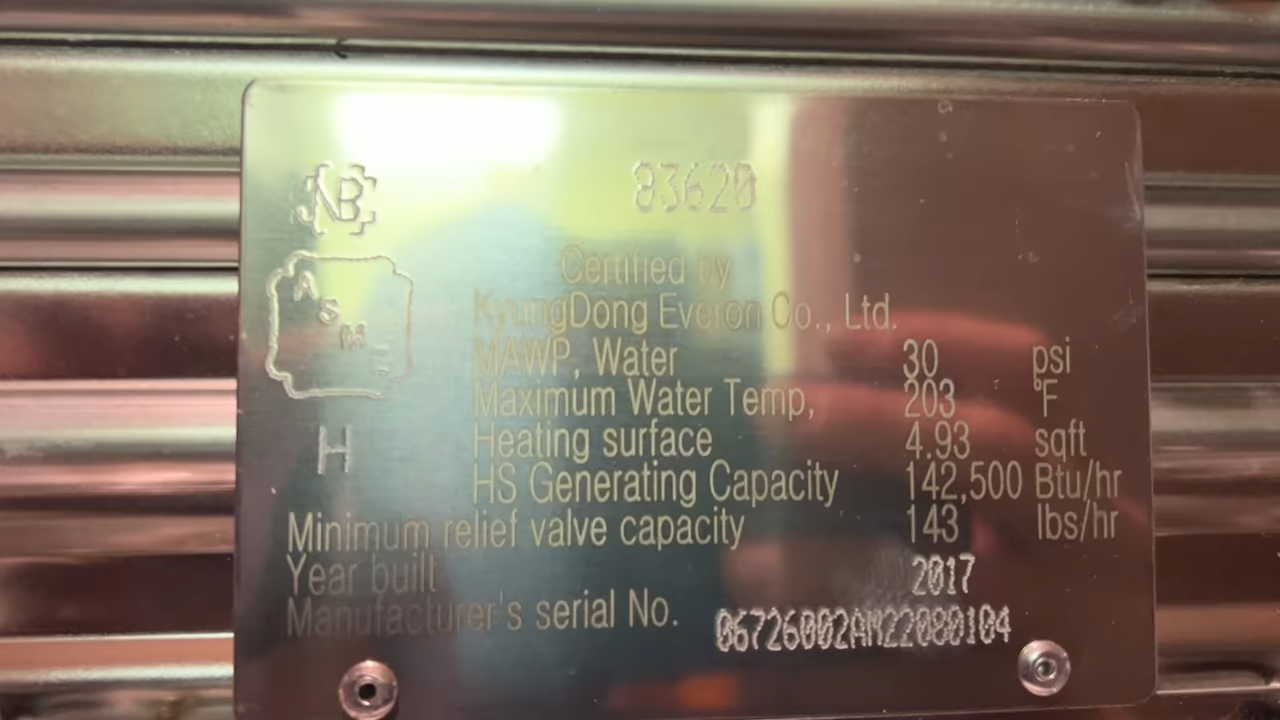 NB 83620
ASME
Certified by
KyungDong Everon Co., Ltd.
MAWP, Water 30 psi
Maximum Water Temp, 203 °F
H Heating surface 4.93 sqft
HS Generating Capacity 142,500 Btu/hr
Minimum relief valve capacity 143 lbs/hr
Year built 2017
Manufacturer's serial No. 06726002AM22080104